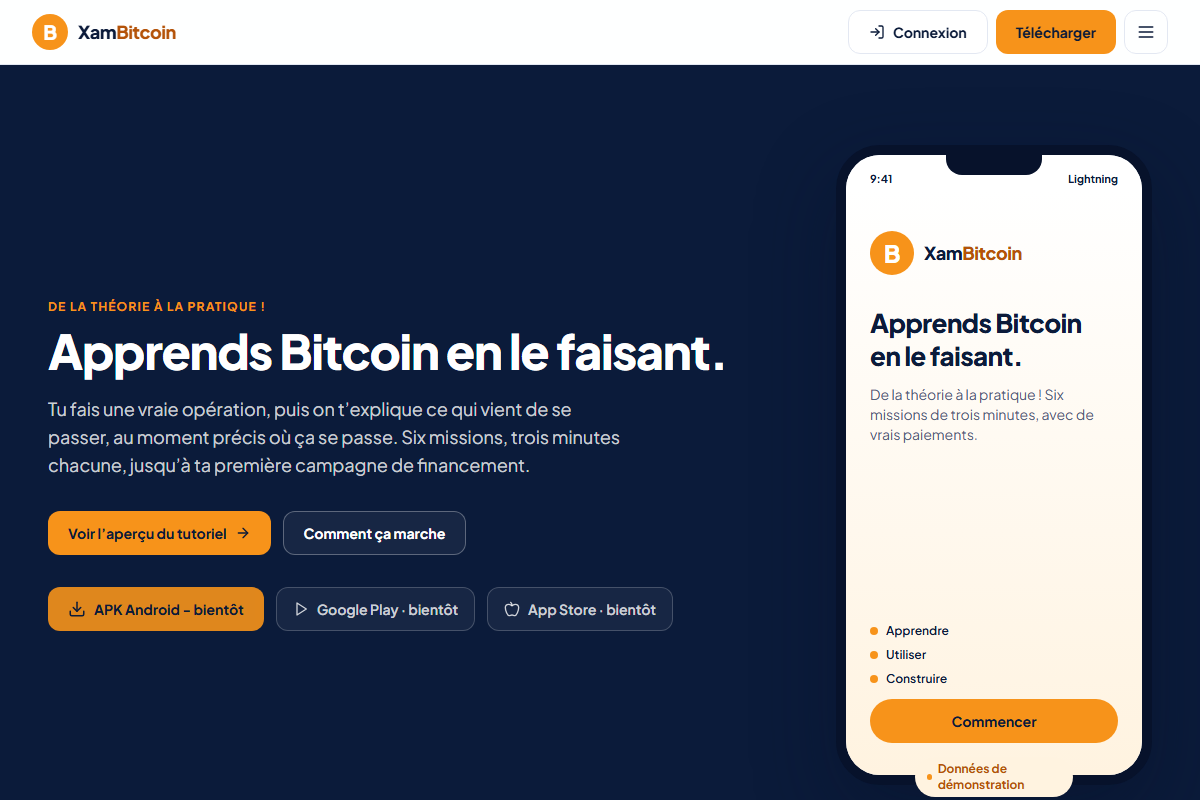 XamBitcoin
Connexion
Télécharger
DE LA THÉORIE À LA PRATIQUE !
Apprends Bitcoin en le faisant.
Tu fais une vraie opération, puis on t’explique ce qui vient de se
passer, au moment précis où ça se passe. Six missions, trois minutes
chacune, jusqu’à ta première campagne de financement.
Voir l’aperçu du tutoriel
Comment ça marche
APK Android – bientôt
Google Play · bientôt
App Store · bientôt
9:41
Lightning
XamBitcoin
Apprends Bitcoin
en le faisant.
De la théorie à la pratique ! Six
missions de trois minutes, avec de
vrais paiements.
Apprendre
Utiliser
Construire
Commencer
Données de
démonstration